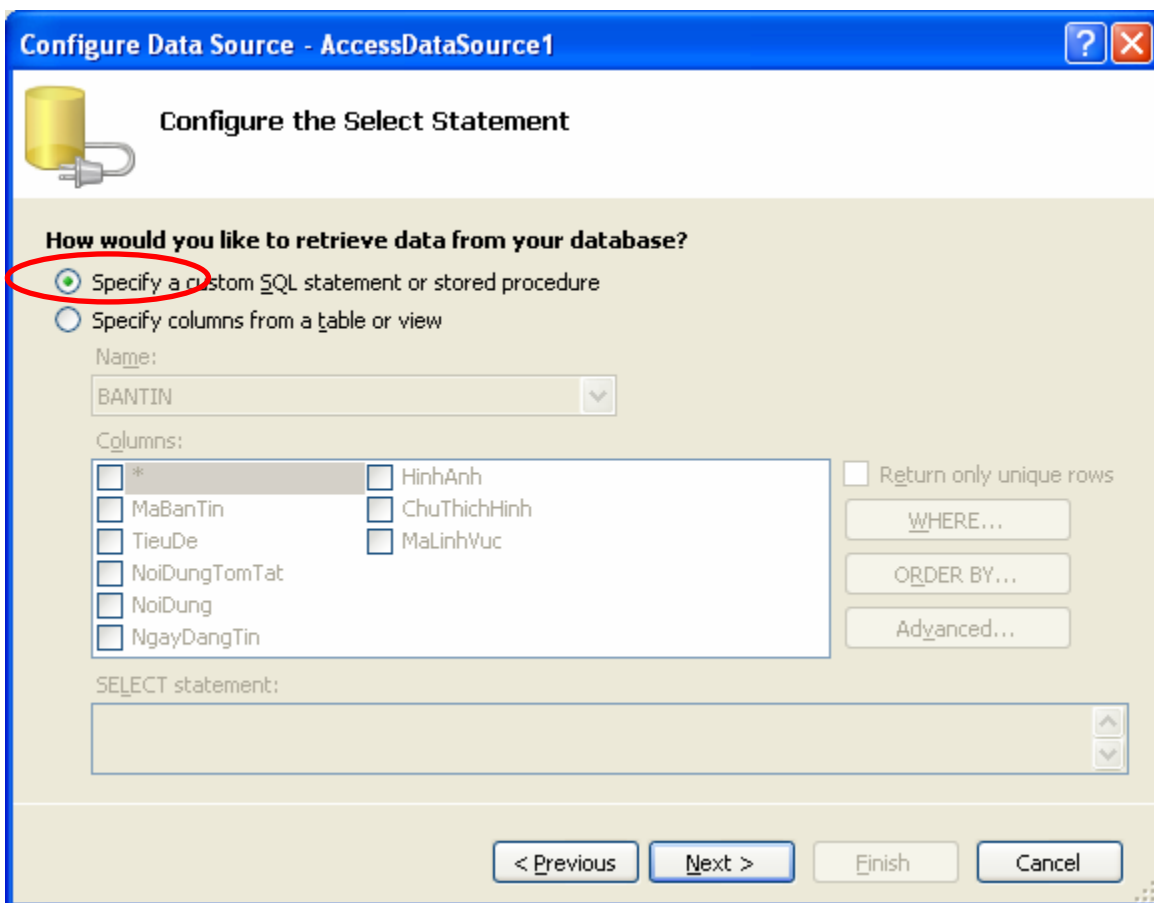 Configure Data Source - AccessDataSource1
Configure the Select Statement
How would you like to retrieve data from your database?
Specify a custom SQL statement or stored procedure
Specify columns from a table or view
Name:
BANTIN
Columns:
*
HinhAnh
Return only unique rows
MaBanTin
ChuThichHinh
WHERE...
TieuDe
MaLinhVuc
NoiDungTomTat
ORDER BY...
NoiDung
NgayDangTin
Advanced...
SELECT statement:
< Previous
Next >
Finish
Cancel